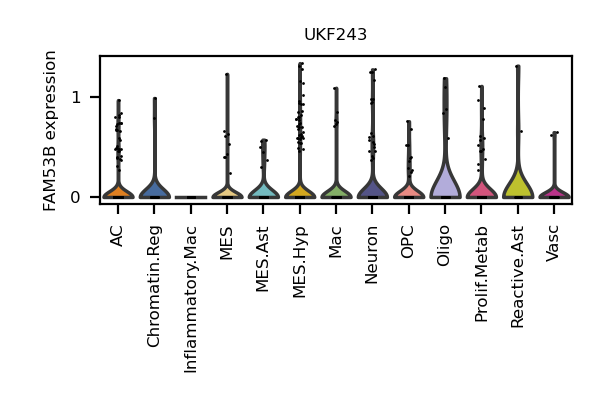 UKF243
FAM53B expression
1
0
AC
Chromatin.Reg
Inflammatory.Mac
MES
MES.Ast
MES.Hyp
Mac
Neuron
OPC
Oligo
Prolif.Metab
Reactive.Ast
Vasc